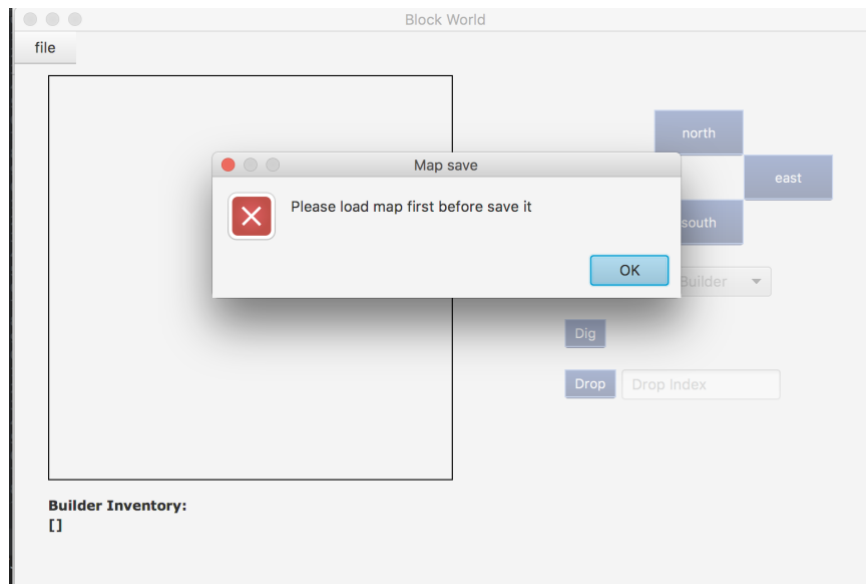 Block World
file
north
Map save
east
Please load map first before save it
south
OK
Builder
Dig
Drop
Drop Index
Builder Inventory:
[]